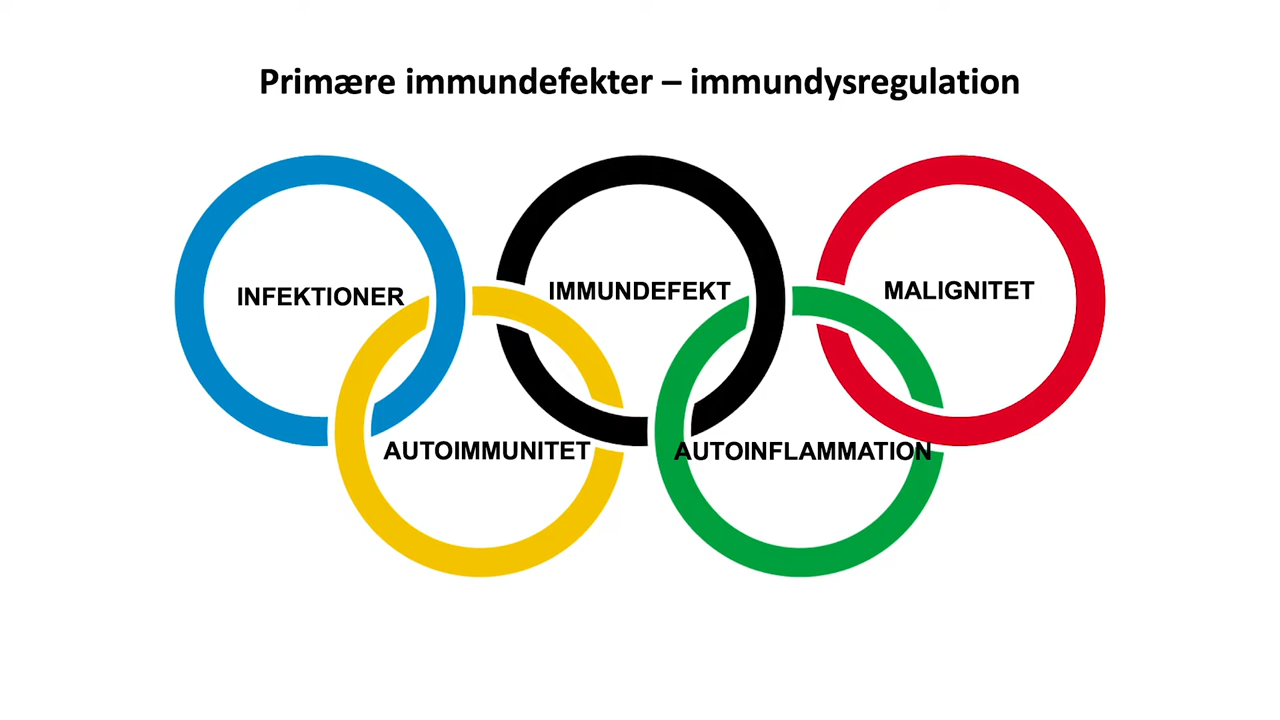 Primære immundefekter – immundysregulation
INFEKTIONER
IMMUNDEFEKT
MALIGNITET
AUTOIMMUNITET
AUTOINFLAMMATION